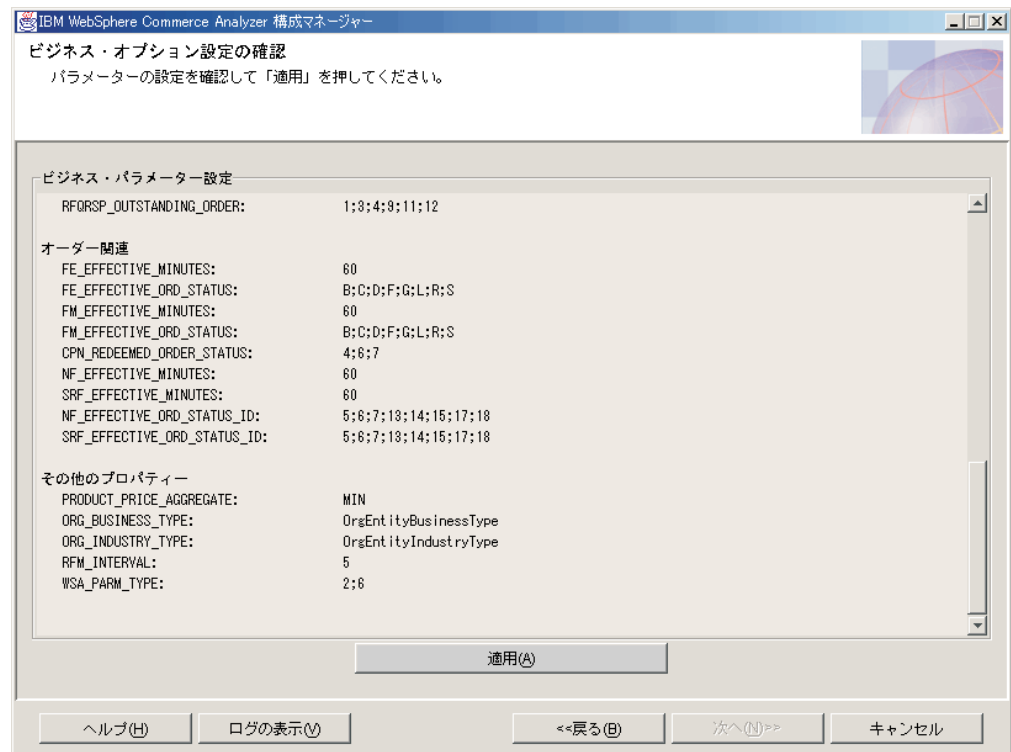 IBM WebSphere Commerce Analyzer 構成マネージャー
ビジネス・オプション設定の確認
パラメーターの設定を確認して「適用」を押してください。
ビジネス・パラメーター設定
RFQRSP_OUTSTANDING_ORDER: 1;3;4;9;11;12
オーダー関連
FE_EFFECTIVE_MINUTES: 60
FE_EFFECTIVE_ORD_STATUS: B;C;D;F;G;L;R;S
FM_EFFECTIVE_MINUTES: 60
FM_EFFECTIVE_ORD_STATUS: B;C;D;F;G;L;R;S
CPN_REDEEMED_ORDER_STATUS: 4;6;7
NF_EFFECTIVE_MINUTES: 60
SRF_EFFECTIVE_MINUTES: 60
NF_EFFECTIVE_ORD_STATUS_ID: 5;6;7;13;14;15;17;18
SRF_EFFECTIVE_ORD_STATUS_ID: 5;6;7;13;14;15;17;18
その他のプロパティー
PRODUCT_PRICE_AGGREGATE: MIN
ORG_BUSINESS_TYPE: OrgEntityBusinessType
ORG_INDUSTRY_TYPE: OrgEntityIndustryType
RFM_INTERVAL: 5
WSA_PARM_TYPE: 2;6
適用(A)
ヘルプ(H) ログの表示(V) <<戻る(B) 次へ(N)>> キャンセル